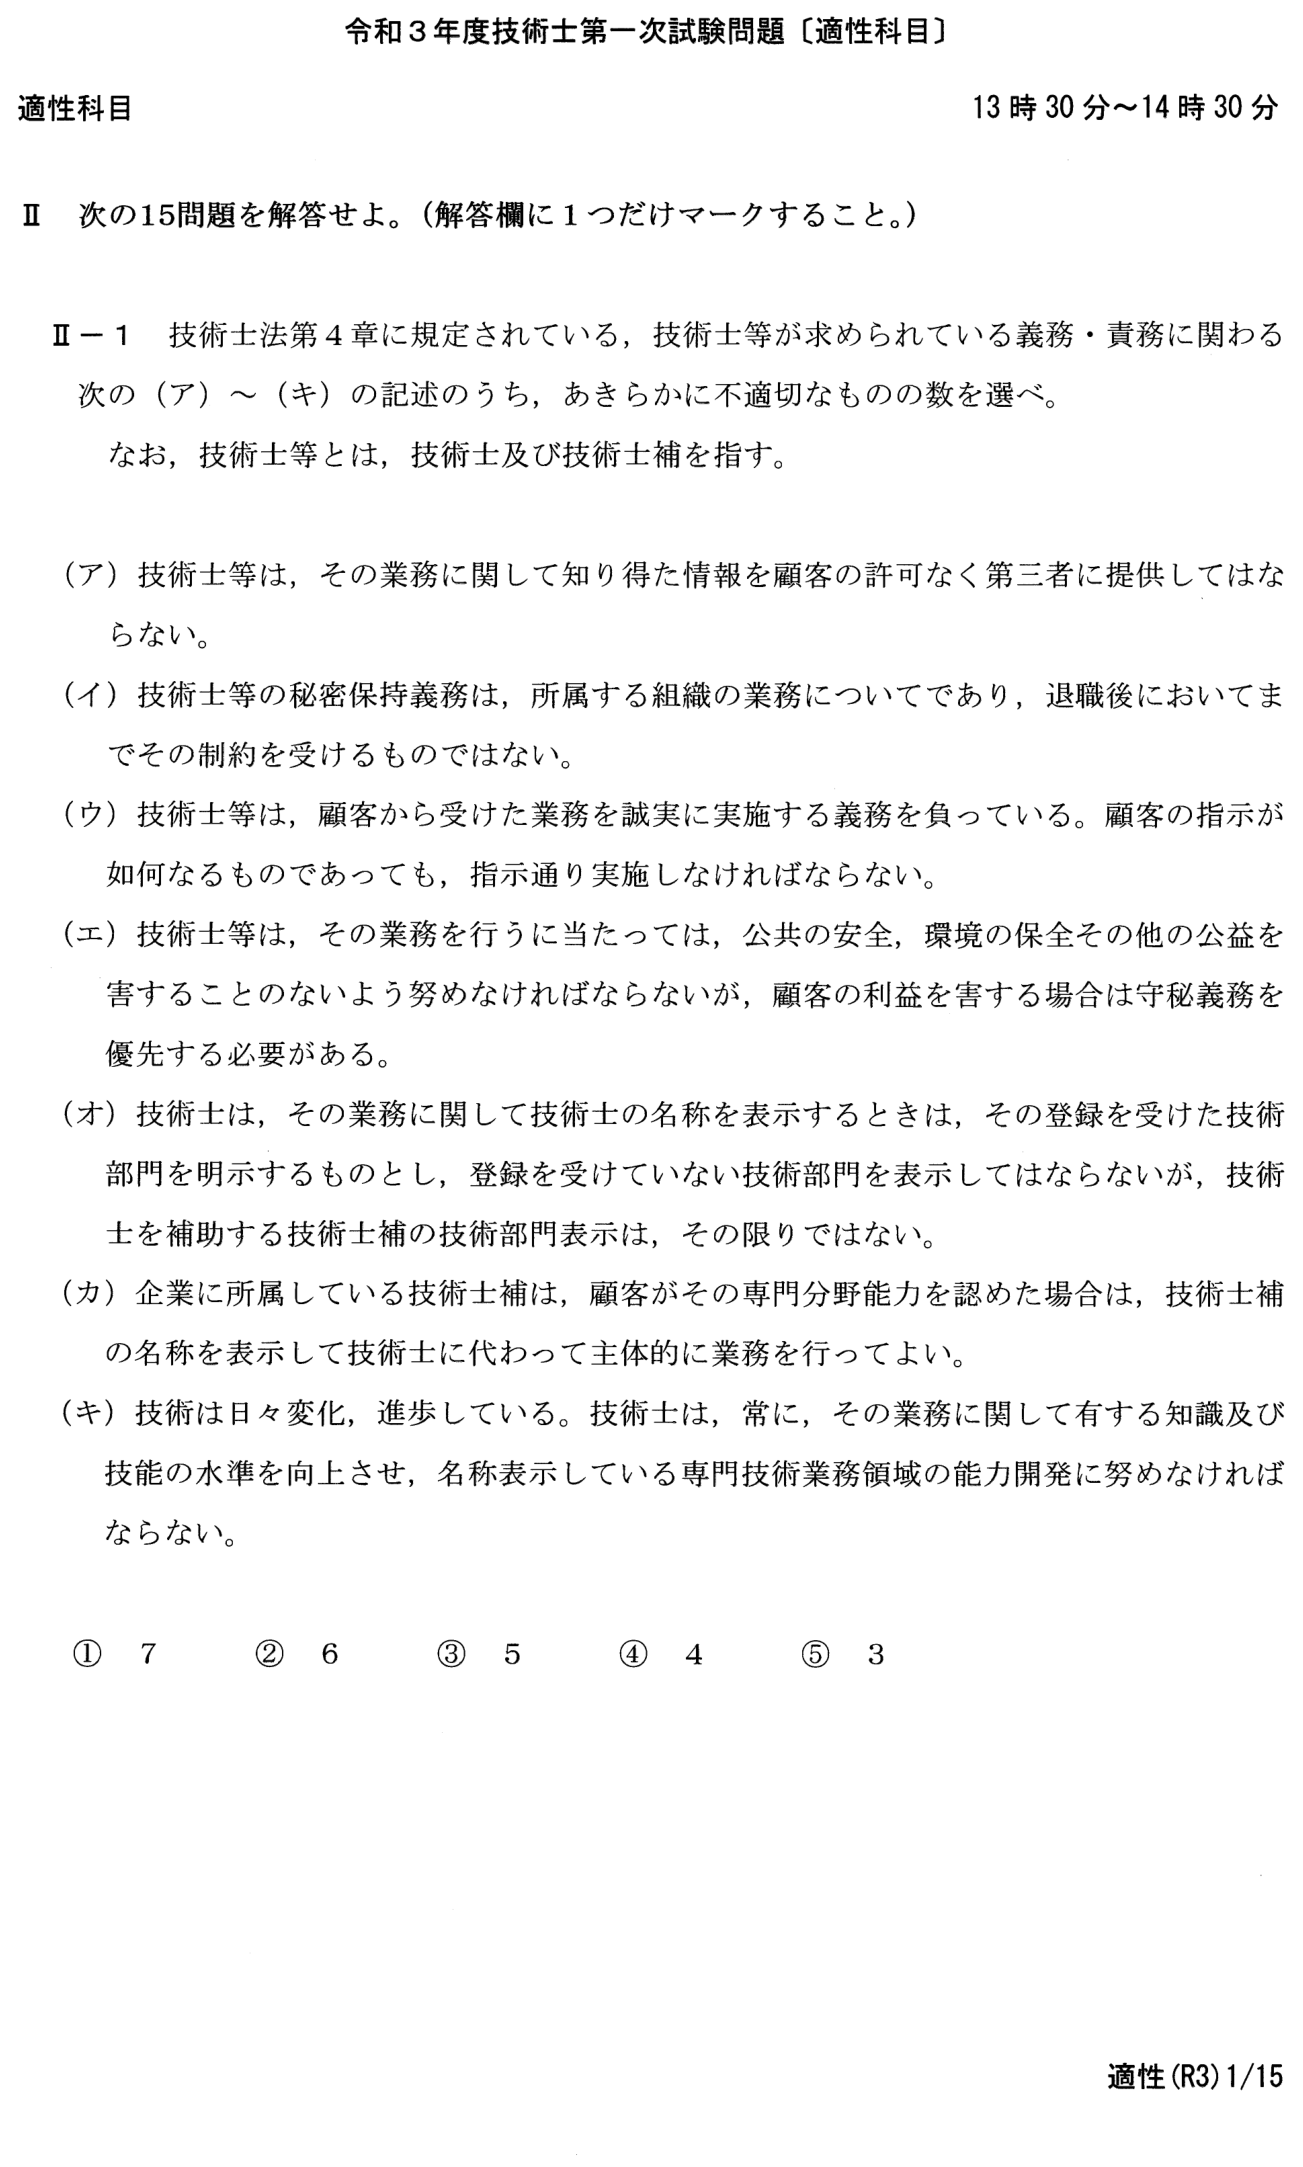 令和３年度技術士第一次試験問題〔適性科目〕
適性科目　13時30分～14時30分
Ⅱ　次の15問題を解答せよ。（解答欄に１つだけマークすること。）
Ⅱ－１　技術士法第４章に規定されている，技術士等が求められている義務・責務に関わる
次の（ア）～（キ）の記述のうち，あきらかに不適切なものの数を選べ。
なお，技術士等とは，技術士及び技術士補を指す。
（ア）技術士等は，その業務に関して知り得た情報を顧客の許可なく第三者に提供してはな
らない。
（イ）技術士等の秘密保持義務は，所属する組織の業務についてであり，退職後においてま
でその制約を受けるものではない。
（ウ）技術士等は，顧客から受けた業務を誠実に実施する義務を負っている。顧客の指示が
如何なるものであっても，指示通り実施しなければならない。
（エ）技術士等は，その業務を行うに当たっては，公共の安全，環境の保全その他の公益を
害することのないよう努めなければならないが，顧客の利益を害する場合は守秘義務を
優先する必要がある。
（オ）技術士は，その業務に関して技術士の名称を表示するときは，その登録を受けた技術
部門を明示するものとし，登録を受けていない技術部門を表示してはならないが，技術
士を補助する技術士補の技術部門表示は，その限りではない。
（カ）企業に所属している技術士補は，顧客がその専門分野能力を認めた場合は，技術士補
の名称を表示して技術士に代わって主体的に業務を行ってよい。
（キ）技術は日々変化，進歩している。技術士は，常に，その業務に関して有する知識及び
技能の水準を向上させ，名称表示している専門技術業務領域の能力開発に努めなければ
ならない。
①　７　②　６　③　５　④　４　⑤　３
適性(R3)1/15